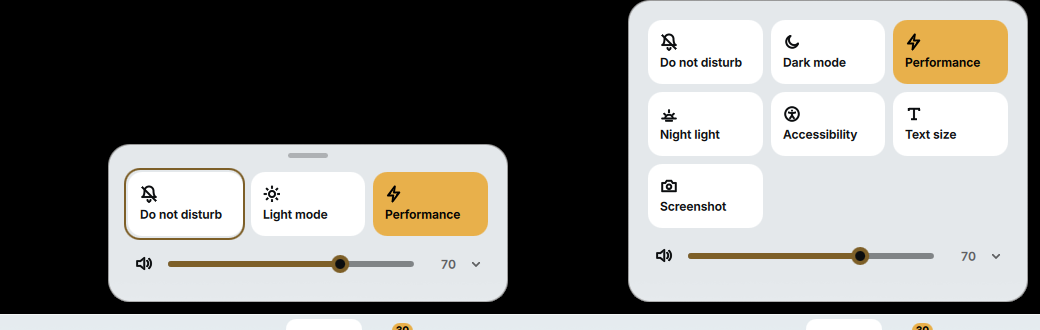 Do not disturb Light mode Performance
70
Do not disturb Dark mode Performance
Night light Accessibility Text size
Screenshot
70